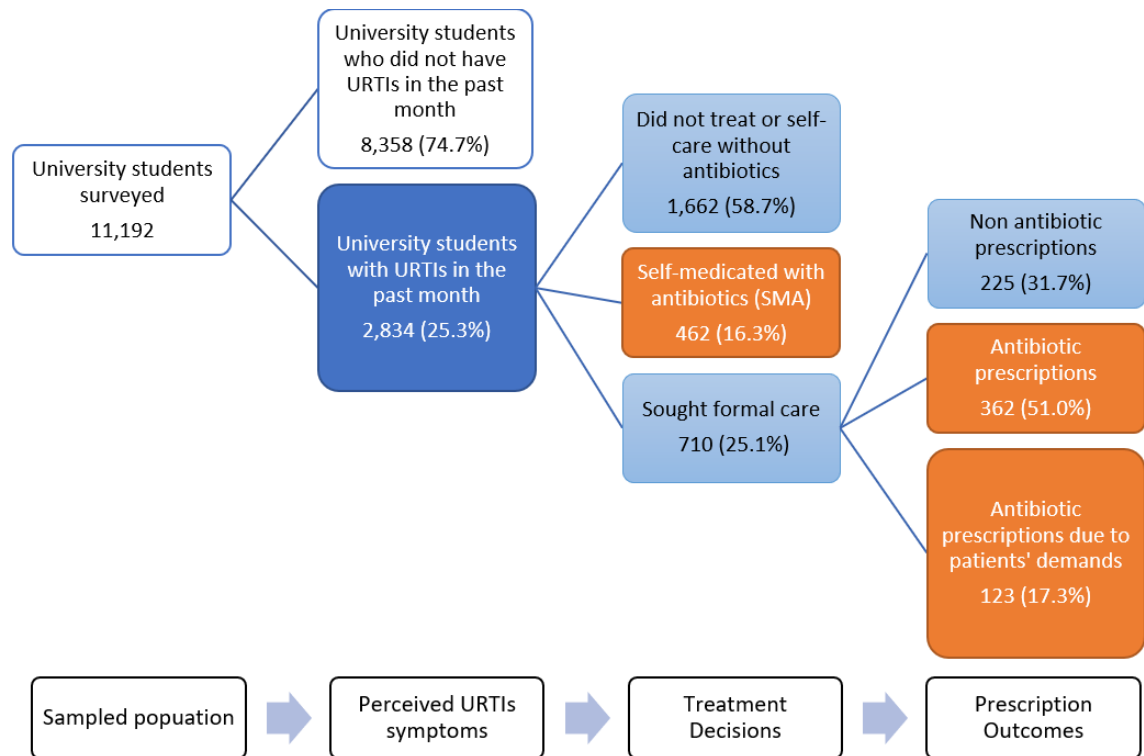 University students
surveyed
11,192
University students
who did not have
URTIs in the past
month
8,358 (74.7%)
University students
with URTIs in the
past month
2,834 (25.3%)
Did not treat or self-
care without
antibiotics
1,662 (58.7%)
Self-medicated with
antibiotics (SMA)
462 (16.3%)
Sought formal care
710 (25.1%)
Non antibiotic
prescriptions
225 (31.7%)
Antibiotic
prescriptions
362 (51.0%)
Antibiotic
prescriptions due to
patients' demands
123 (17.3%)
Sampled popuation
Perceived URTIs
symptoms
Treatment
Decisions
Prescription
Outcomes